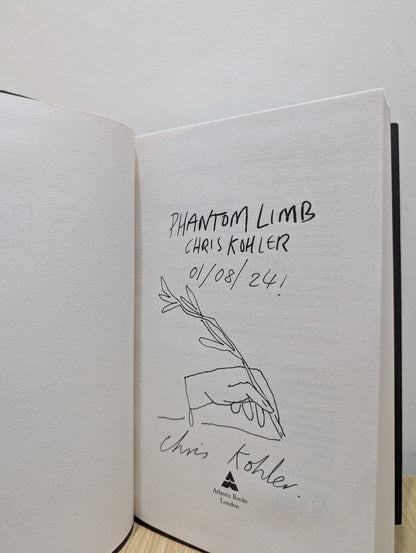 PHANTOM LIMB
CHRIS KOHLER
01/08/24!
Chris Kohler.
Atlantic Books
London